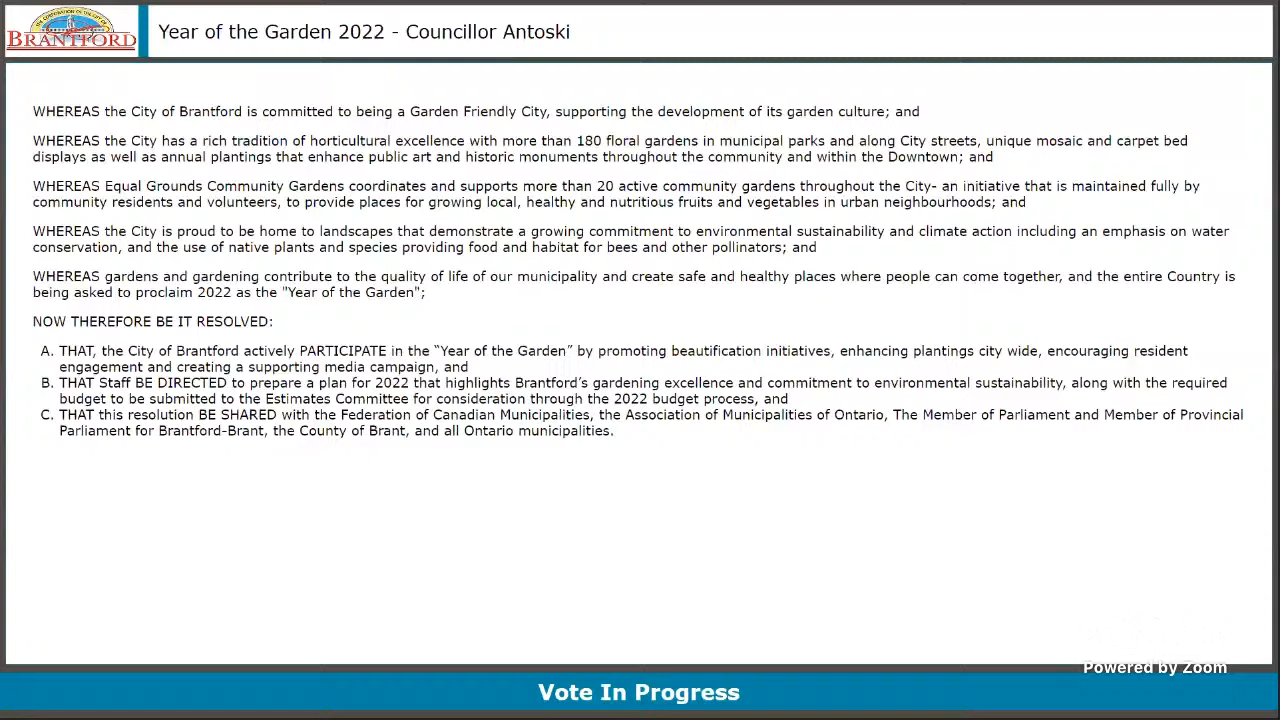 THE CORPORATION OF THE CITY OF
BRANTFORD
Year of the Garden 2022 - Councillor Antoski
WHEREAS the City of Brantford is committed to being a Garden Friendly City, supporting the development of its garden culture; and
WHEREAS the City has a rich tradition of horticultural excellence with more than 180 floral gardens in municipal parks and along City streets, unique mosaic and carpet bed
displays as well as annual plantings that enhance public art and historic monuments throughout the community and within the Downtown; and
WHEREAS Equal Grounds Community Gardens coordinates and supports more than 20 active community gardens throughout the City- an initiative that is maintained fully by
community residents and volunteers, to provide places for growing local, healthy and nutritious fruits and vegetables in urban neighbourhoods; and
WHEREAS the City is proud to be home to landscapes that demonstrate a growing commitment to environmental sustainability and climate action including an emphasis on water
conservation, and the use of native plants and species providing food and habitat for bees and other pollinators; and
WHEREAS gardens and gardening contribute to the quality of life of our municipality and create safe and healthy places where people can come together, and the entire Country is
being asked to proclaim 2022 as the "Year of the Garden";
NOW THEREFORE BE IT RESOLVED:
A. THAT, the City of Brantford actively PARTICIPATE in the “Year of the Garden” by promoting beautification initiatives, enhancing plantings city wide, encouraging resident
engagement and creating a supporting media campaign, and
B. THAT Staff BE DIRECTED to prepare a plan for 2022 that highlights Brantford’s gardening excellence and commitment to environmental sustainability, along with the required
budget to be submitted to the Estimates Committee for consideration through the 2022 budget process, and
C. THAT this resolution BE SHARED with the Federation of Canadian Municipalities, the Association of Municipalities of Ontario, The Member of Parliament and Member of Provincial
Parliament for Brantford-Brant, the County of Brant, and all Ontario municipalities.
Powered by Zoom
Vote In Progress